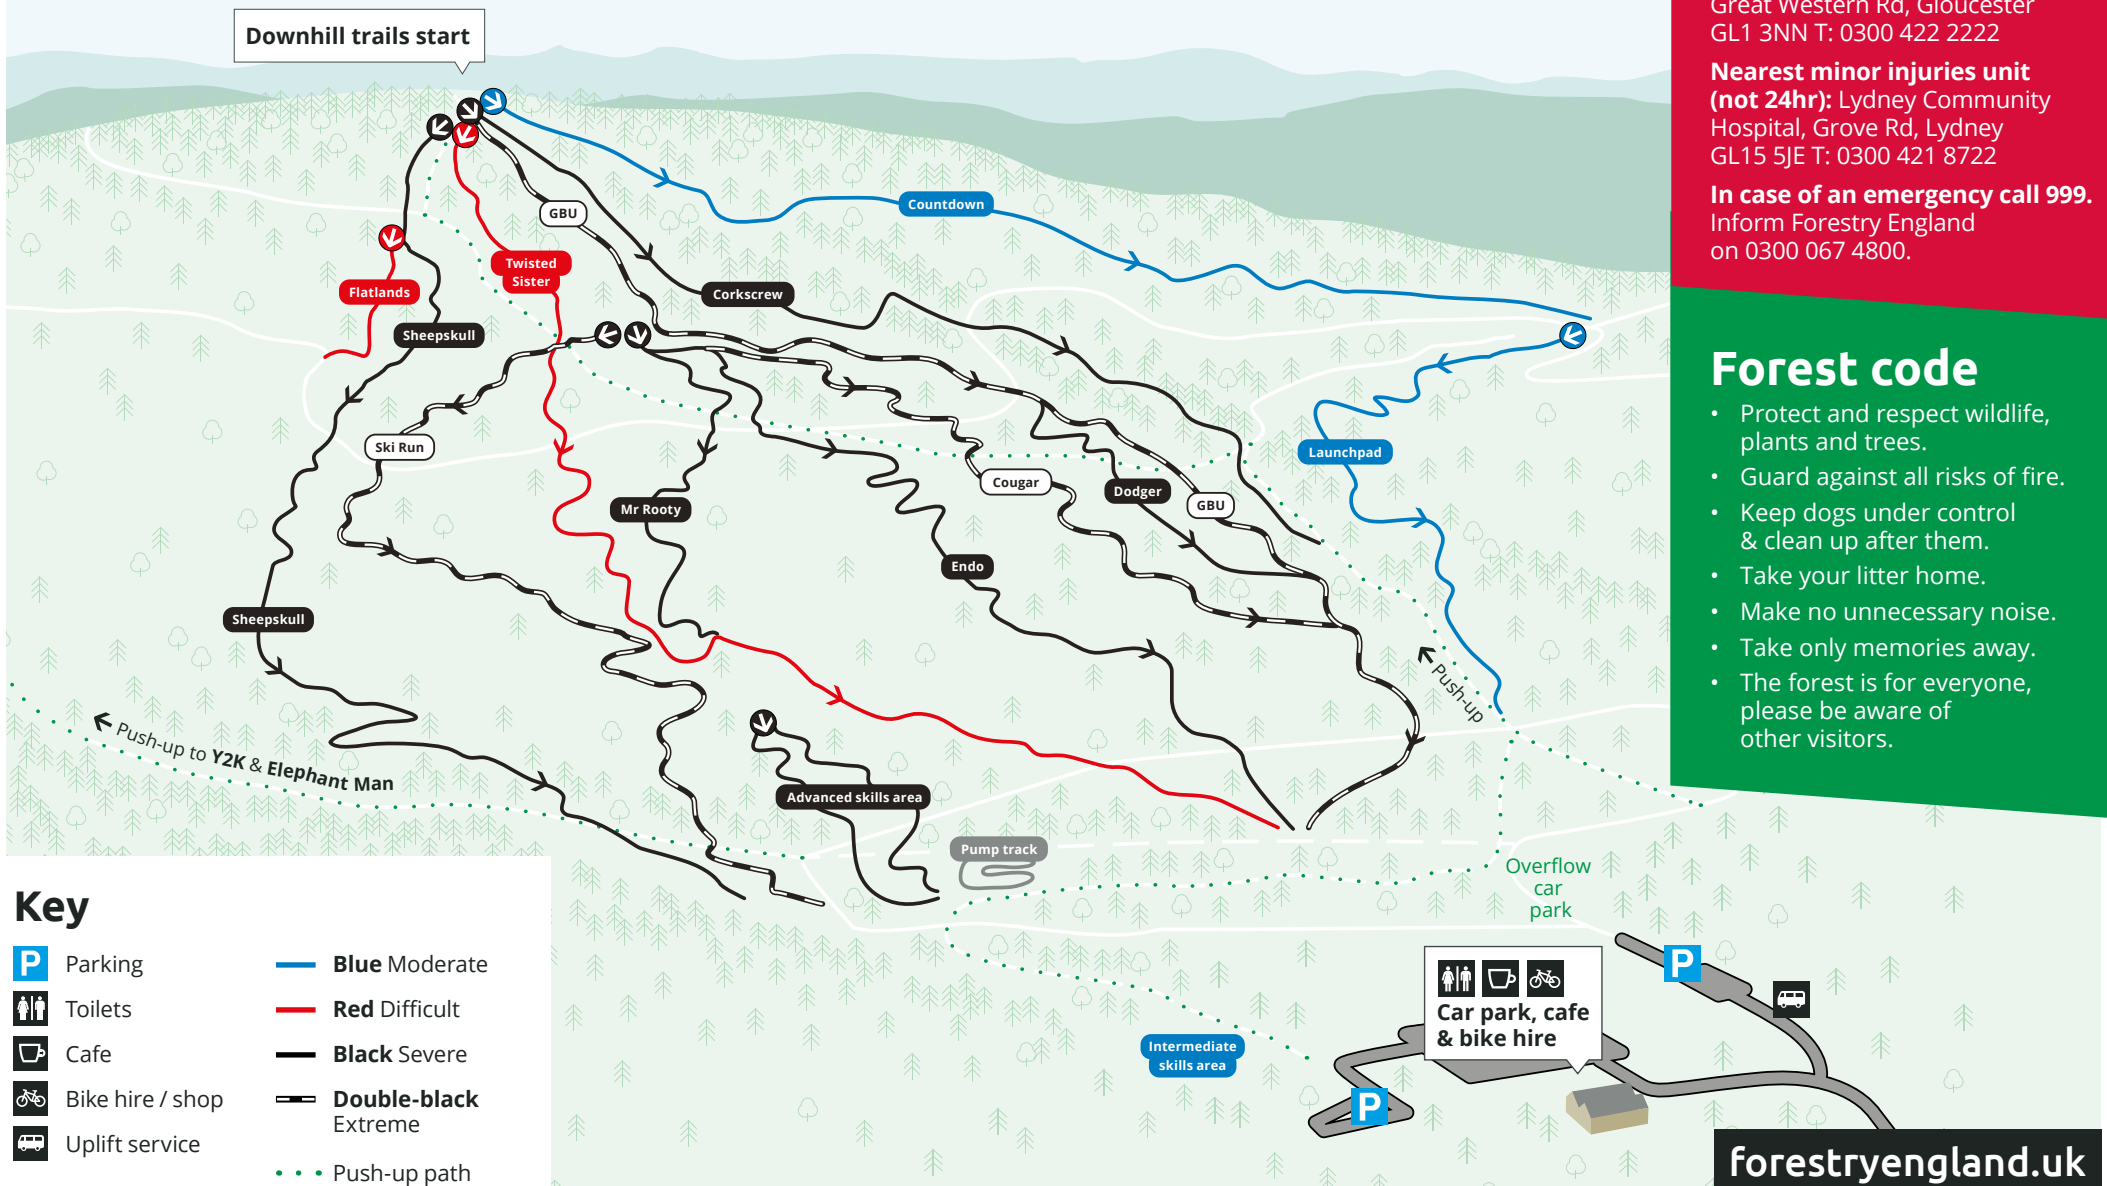 Downhill trails start
GBU
Countdown
Twisted
Sister
Flatlands
Corkscrew
Sheepskull
Ski Run
Launchpad
Cougar
Dodger
GBU
Mr Rooty
Endo
Sheepskull
Push-up
Push-up to Y2K & Elephant Man
Advanced skills area
Pump track
Overflow
car
park
Intermediate
skills area
P
Car park, cafe
& bike hire
P
Key
P Parking
Toilets
Cafe
Bike hire / shop
Uplift service
Blue Moderate
Red Difficult
Black Severe
Double-black
Extreme
Push-up path
Great Western Rd, Gloucester
GL1 3NN T: 0300 422 2222
Nearest minor injuries unit
(not 24hr): Lydney Community
Hospital, Grove Rd, Lydney
GL15 5JE T: 0300 421 8722
In case of an emergency call 999.
Inform Forestry England
on 0300 067 4800.
Forest code
• Protect and respect wildlife,
plants and trees.
• Guard against all risks of fire.
• Keep dogs under control
& clean up after them.
• Take your litter home.
• Make no unnecessary noise.
• Take only memories away.
• The forest is for everyone,
please be aware of
other visitors.
forestryengland.uk